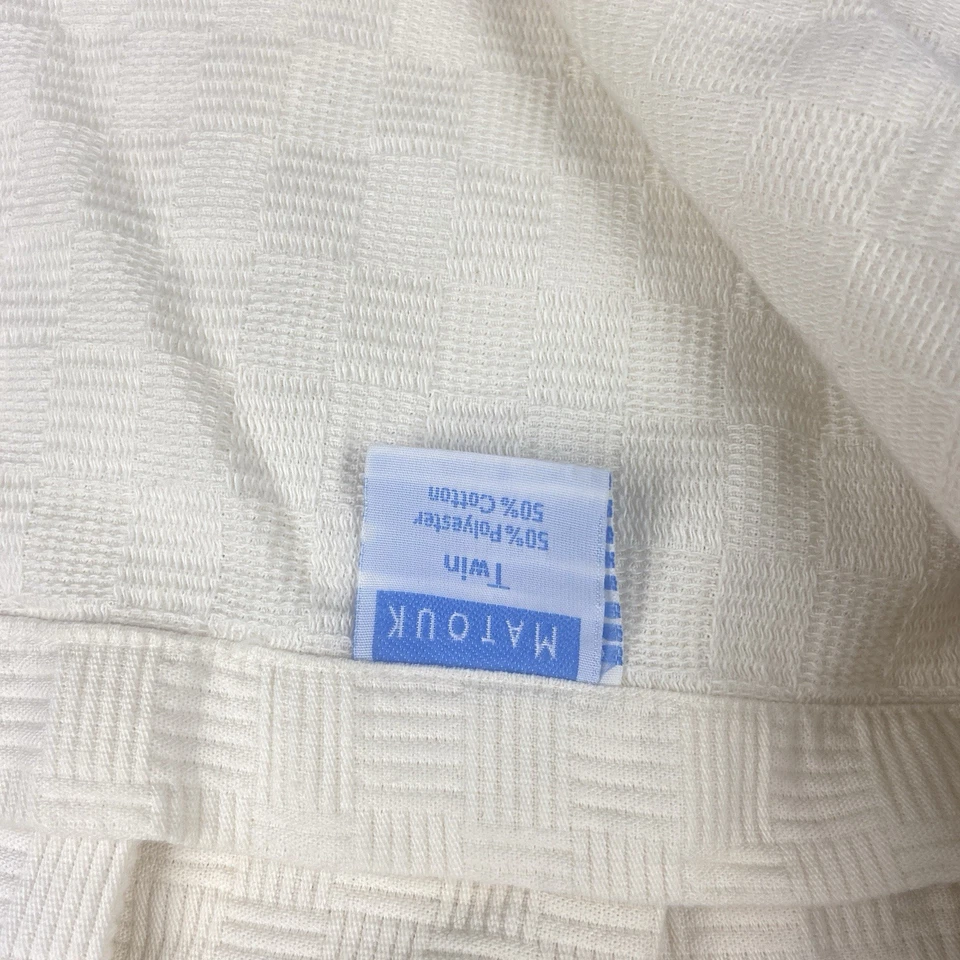 MATOUK
Twin
50% Polyester
50% Cotton